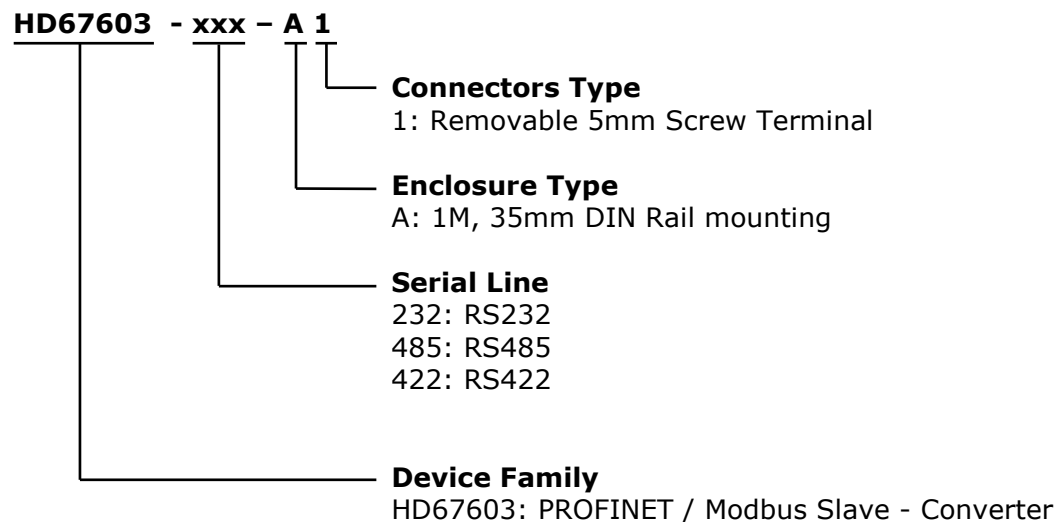 HD67603 - xxx – A 1
Connectors Type
1: Removable 5mm Screw Terminal
Enclosure Type
A: 1M, 35mm DIN Rail mounting
Serial Line
232: RS232
485: RS485
422: RS422
Device Family
HD67603: PROFINET / Modbus Slave - Converter